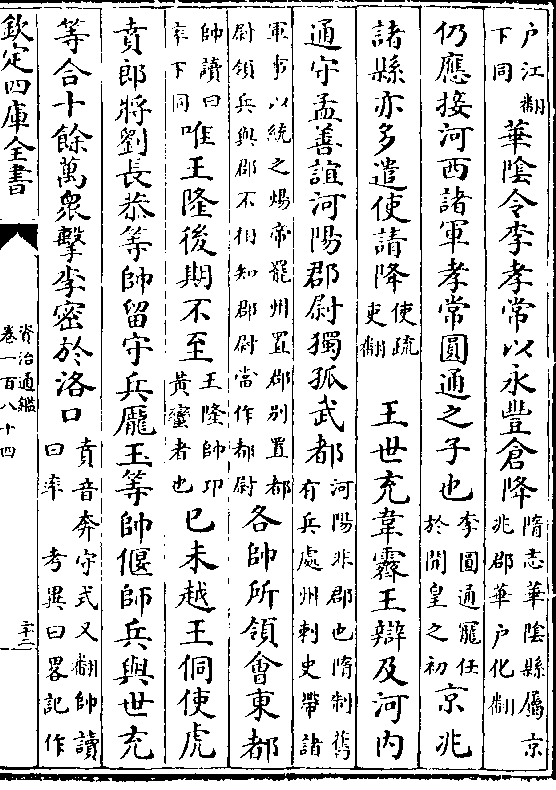 户江翻下同華陰令李孝常以永豐倉降隋志華陰縣屬京兆郡華户化翻
仍應接河西諸軍孝常圓通之子也李圓通寵任於開皇之初京兆
諸縣亦多遣使請降使疏吏翻 王世充韋霽王辯及河内
通守孟善誼河陽郡尉獨孤武都河陽非郡也隋制舊有兵處州刺史帶諸
軍事以統之煬帝罷州置郡别置都尉領兵與郡不相知郡尉當作都尉各帥所領會東都
帥讀曰率下同唯王隆後期不至王隆帥卭黄蠻者也已未越王侗使虎
賁郎將劉長恭等帥留守兵龎玉等帥偃師兵與世充
等合十餘萬衆擊李密於洛口賁音奔守式又翻帥讀曰率 考異曰畧記作
欽定四庫全書
資治通鑑
卷一百八十四
二十二